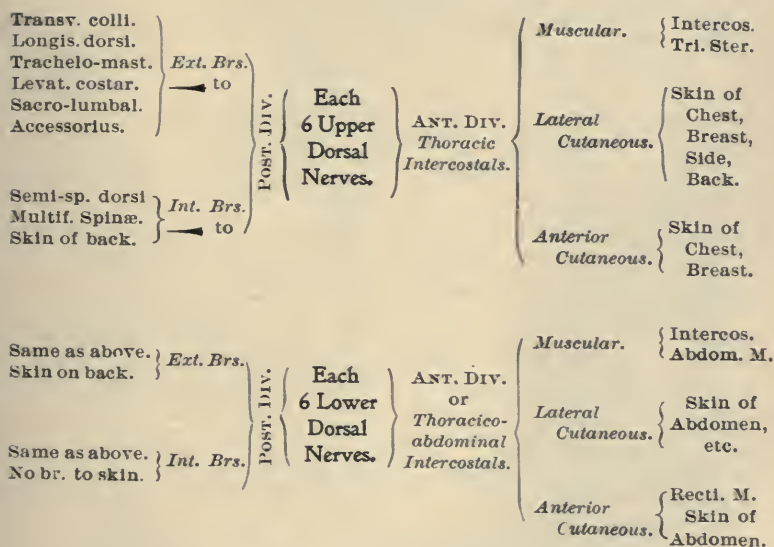 Transv. colli.
Longis. dorsi.
Trachelo-mast.
Levat. costar.
Sacro-lumbal.
Accessorius.
Ext. Brs.
to
Semi-sp. dorsi
Multif. Spinæ.
Skin of back.
Int. Brs.
to
Post. Div.
Each
6 Upper
Dorsal
Nerves.
Ant. Div.
Thoracic
Intercostals.
Muscular.
Intercos.
Tri. Ster.
Lateral
Cutaneous.
Skin of
Chest,
Breast,
Side,
Back.
Anterior
Cutaneous.
Skin of
Chest,
Breast.
Same as above.
Skin on back.
Ext. Brs.
Same as above.
No br. to skin.
Int. Brs.
Post. Div.
Each
6 Lower
Dorsal
Nerves.
Ant. Div.
or
Thoracico-
abdominal
Intercostals.
Muscular.
Intercos.
Abdom. M.
Lateral
Cutaneous.
Skin of
Abdomen,
etc.
Anterior
Cutaneous.
Recti. M.
Skin of
Abdomen.